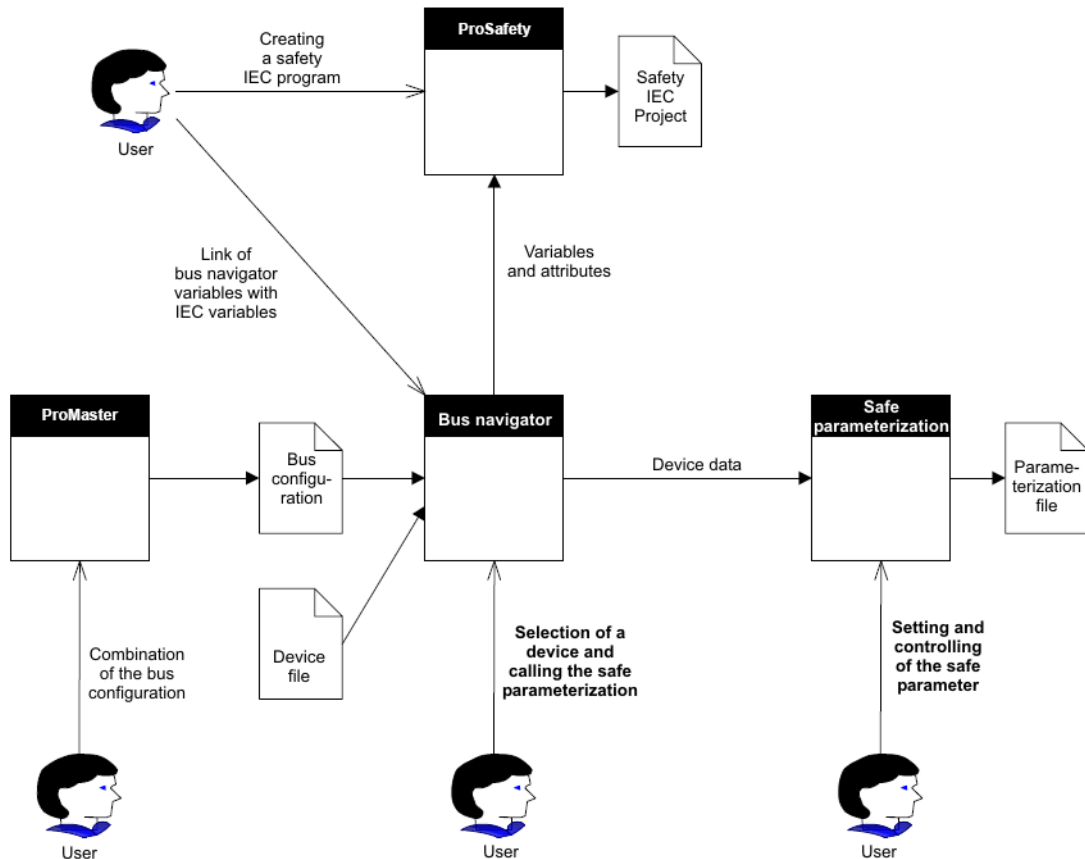 Creating
a safety
IEC program
ProSafety
Safety
IEC
Project
User
Link of
bus navigator
variables with
IEC variables
Variables
and attributes
ProMaster
Bus
configu-
ration
Bus navigator
Device data
Safe
parameterization
Parame-
terization
file
Combination
of the bus
configuration
Device
file
Selection of a
device and
calling the safe
parameterization
Setting and
controlling
of the safe
parameter
User
User
User